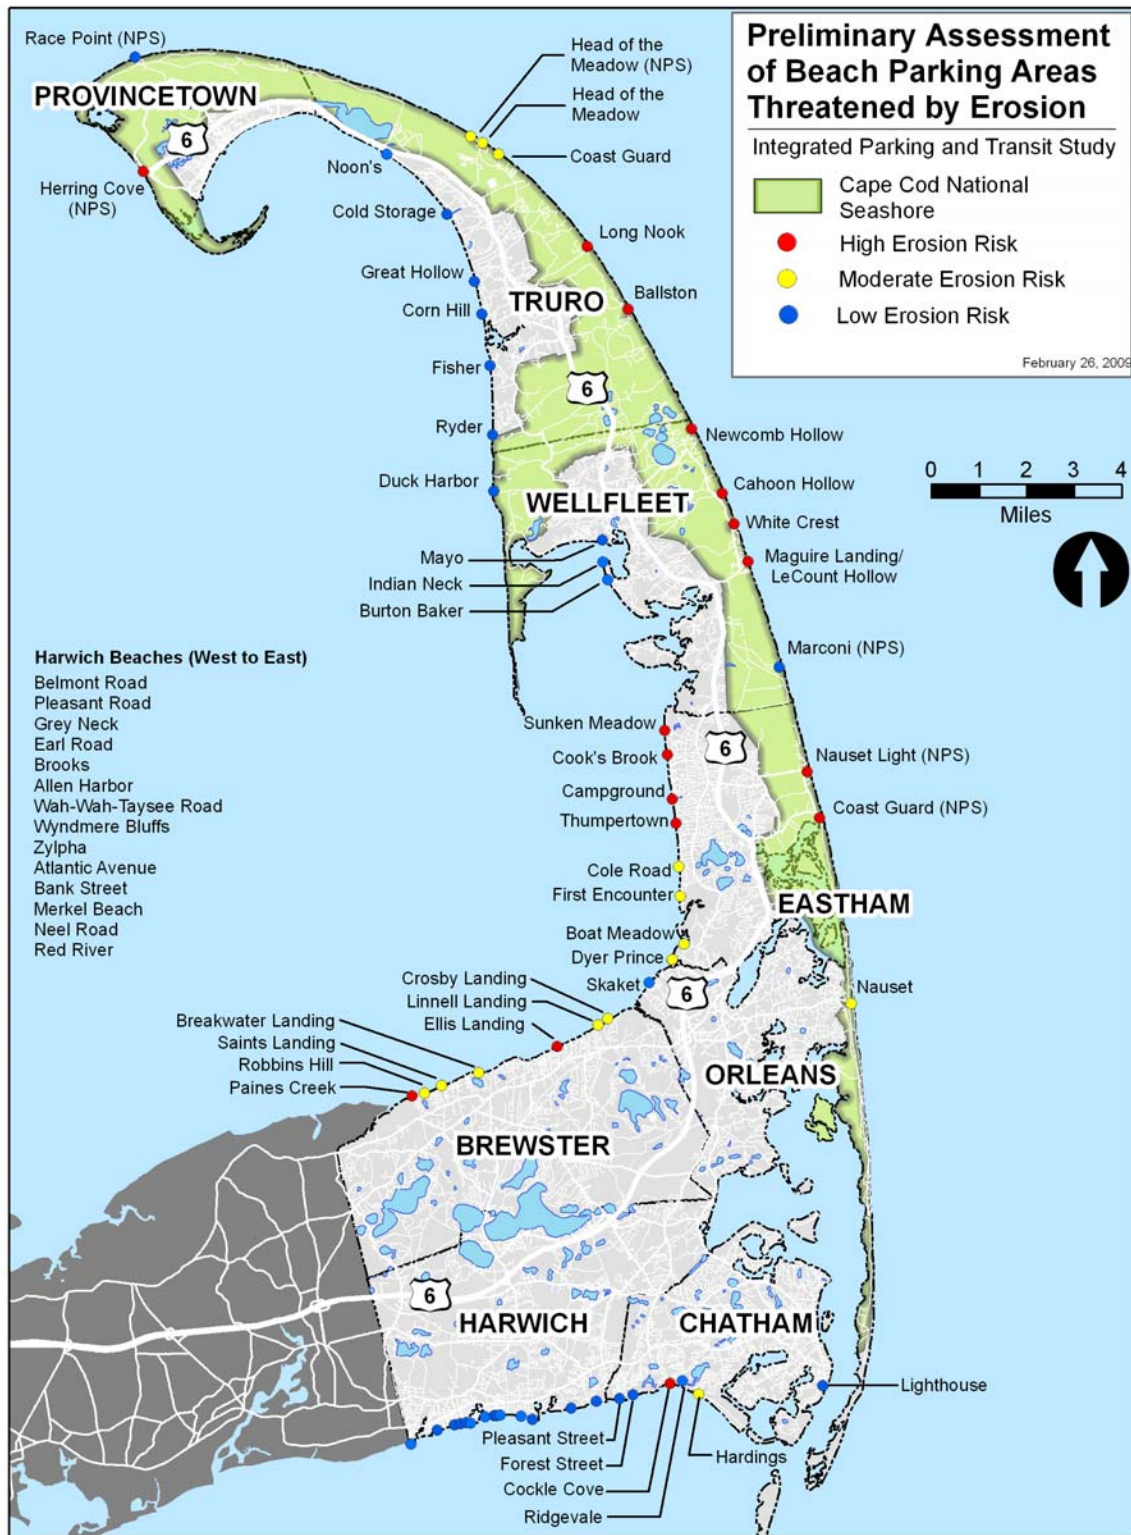 Preliminary Assessment
of Beach Parking Areas
Threatened by Erosion
Integrated Parking and Transit Study
Cape Cod National
Seashore
High Erosion Risk
Moderate Erosion Risk
Low Erosion Risk
February 26, 2009
Race Point (NPS)
PROVINCETOWN
6
Herring Cove
(NPS)
Head of the
Meadow (NPS)
Head of the
Meadow
Coast Guard
Noon's
Cold Storage
Long Nook
Great Hollow
TRURO
Ballston
Corn Hill
Fisher
6
Ryder
Newcomb Hollow
Duck Harbor
WELLFLEET
Cahoon Hollow
White Crest
Maguire Landing/
LeCount Hollow
0 1 2 3 4
Miles
Mayo
Indian Neck
Burton Baker
Marconi (NPS)
Harwich Beaches (West to East)
Belmont Road
Pleasant Road
Grey Neck
Earl Road
Brooks
Allen Harbor
Wah-Wah-Taysee Road
Wyndmere Bluffs
Zylpha
Atlantic Avenue
Bank Street
Merkel Beach
Neel Road
Red River
Sunken Meadow
6
Cook's Brook
Nauset Light (NPS)
Campground
Thumpertown
Coast Guard (NPS)
Cole Road
First Encounter
EASTHAM
Boat Meadow
Dyer Prince
Skaket
6
Nauset
Crosby Landing
Linnell Landing
Ellis Landing
Breakwater Landing
Saints Landing
Robbins Hill
Paines Creek
ORLEANS
BREWSTER
6
HARWICH
CHATHAM
Lighthouse
Pleasant Street
Forest Street
Cockle Cove
Ridgevale
Hardings